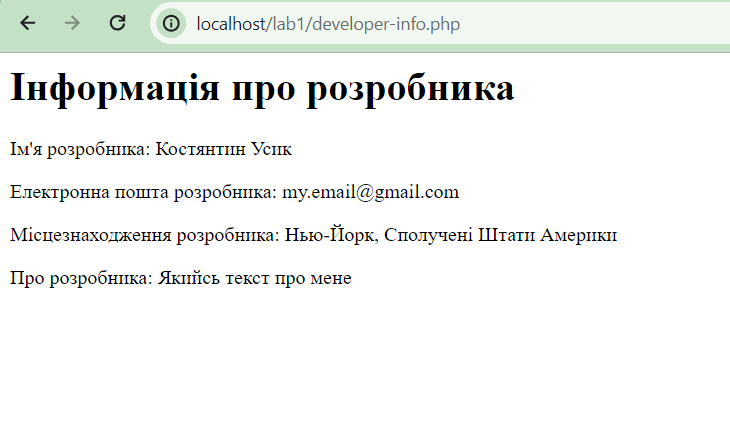 localhost/lab1/developer-info.php
Інформація про розробника
Ім'я розробника: Костянтин Усик
Електронна пошта розробника: my.email@gmail.com
Місцезнаходження розробника: Нью-Йорк, Сполучені Штати Америки
Про розробника: Якийсь текст про мене